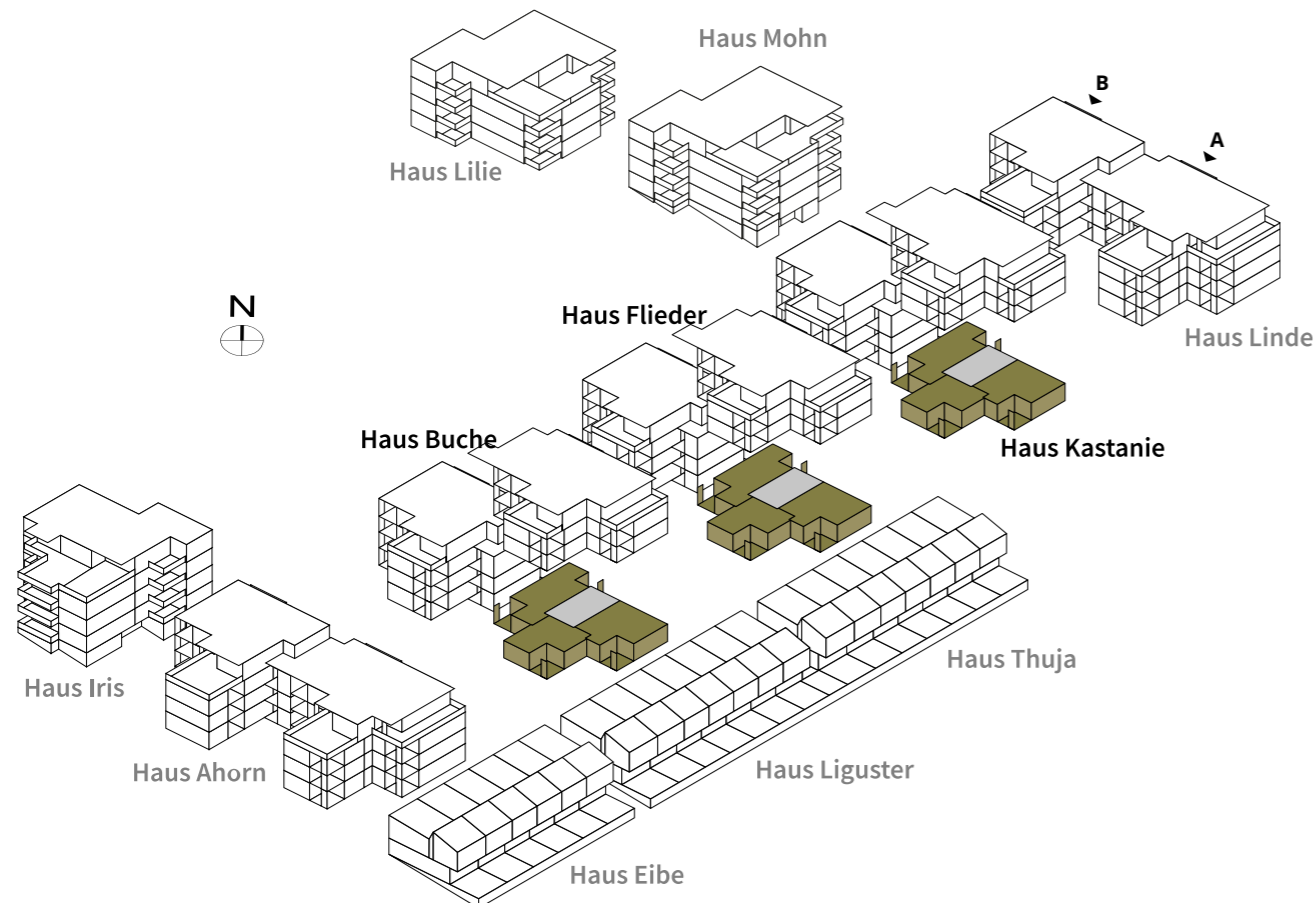 Haus Mohn
B
A
Haus Lilie
N
Haus Flieder
Haus Linde
Haus Buche
Haus Kastanie
Haus Thuja
Haus Iris
Haus Ahorn
Haus Liguster
Haus Eibe